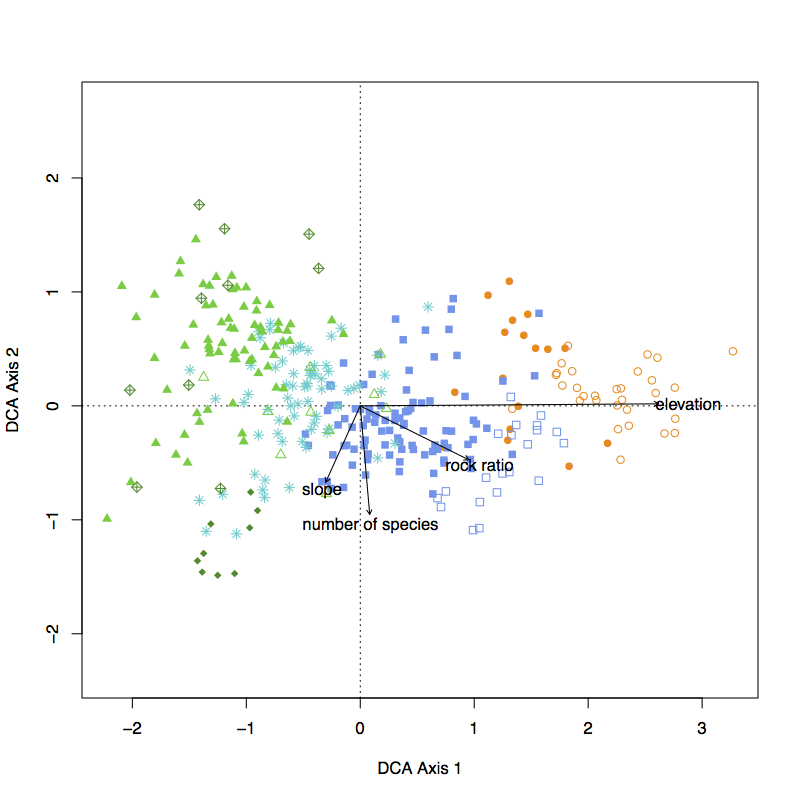 2
1
0
−1
−2
DCA Axis 2
elevation
rock ratio
slope
number of species
−2 −1 0 1 2 3
DCA Axis 1